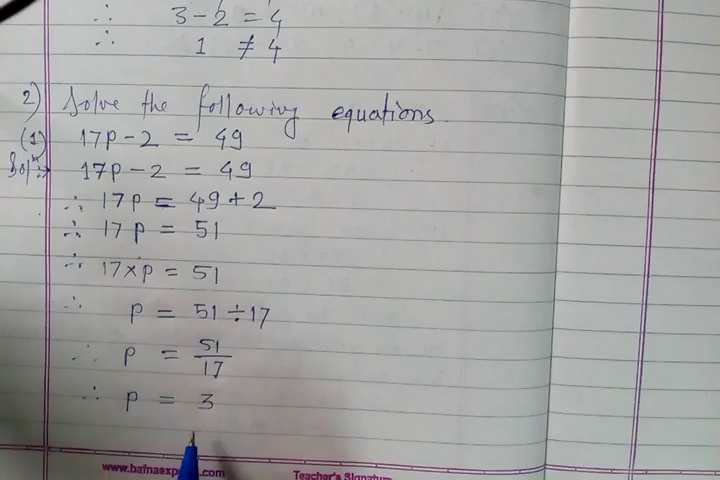 ∴ 3 - 2 = 4
∴ 1 ≠ 4
2) Solve the following equations.
(1) 17p - 2 = 49
Solⁿ:→ 17p - 2 = 49
∴ 17p = 49 + 2
∴ 17p = 51
∴ 17×p = 51
∴ p = 51 ÷ 17
∴ p = 51/17
∴ p = 3
Teacher's Signature